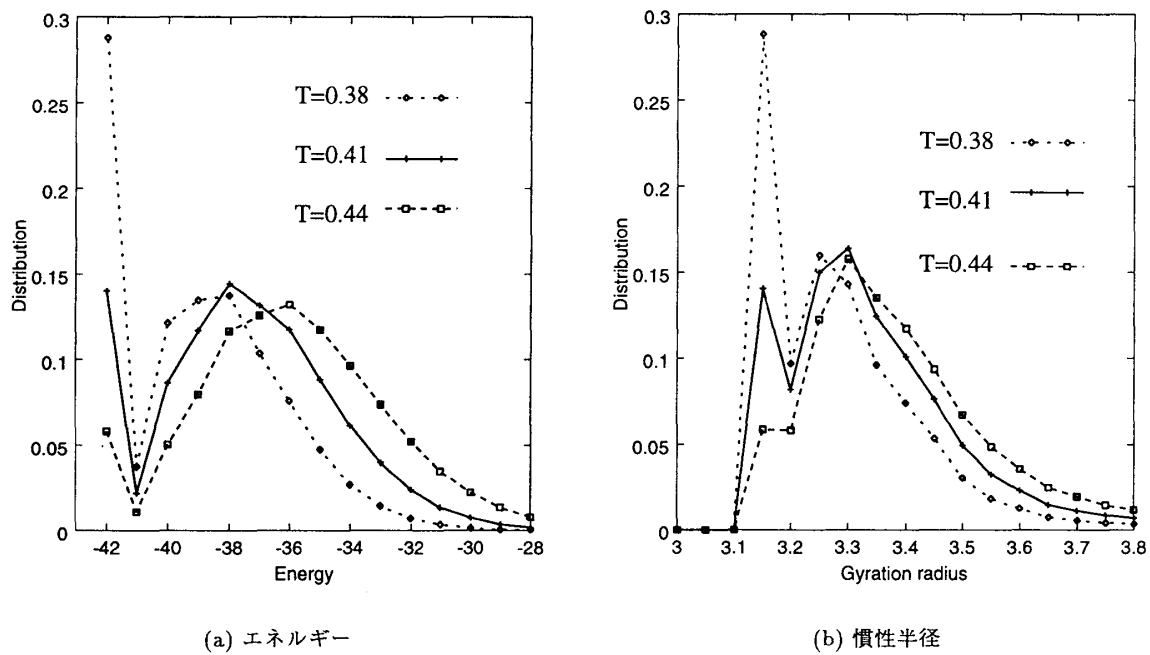 0.3
0.25
0.2
0.15
0.1
0.05
0
Distribution
T=0.38
T=0.41
T=0.44
-42 -40 -38 -36 -34 -32 -30 -28
Energy
(a) エネルギー
0.3
0.25
0.2
0.15
0.1
0.05
0
Distribution
T=0.38
T=0.41
T=0.44
3 3.1 3.2 3.3 3.4 3.5 3.6 3.7 3.8
Gyration radius
(b) 慣性半径